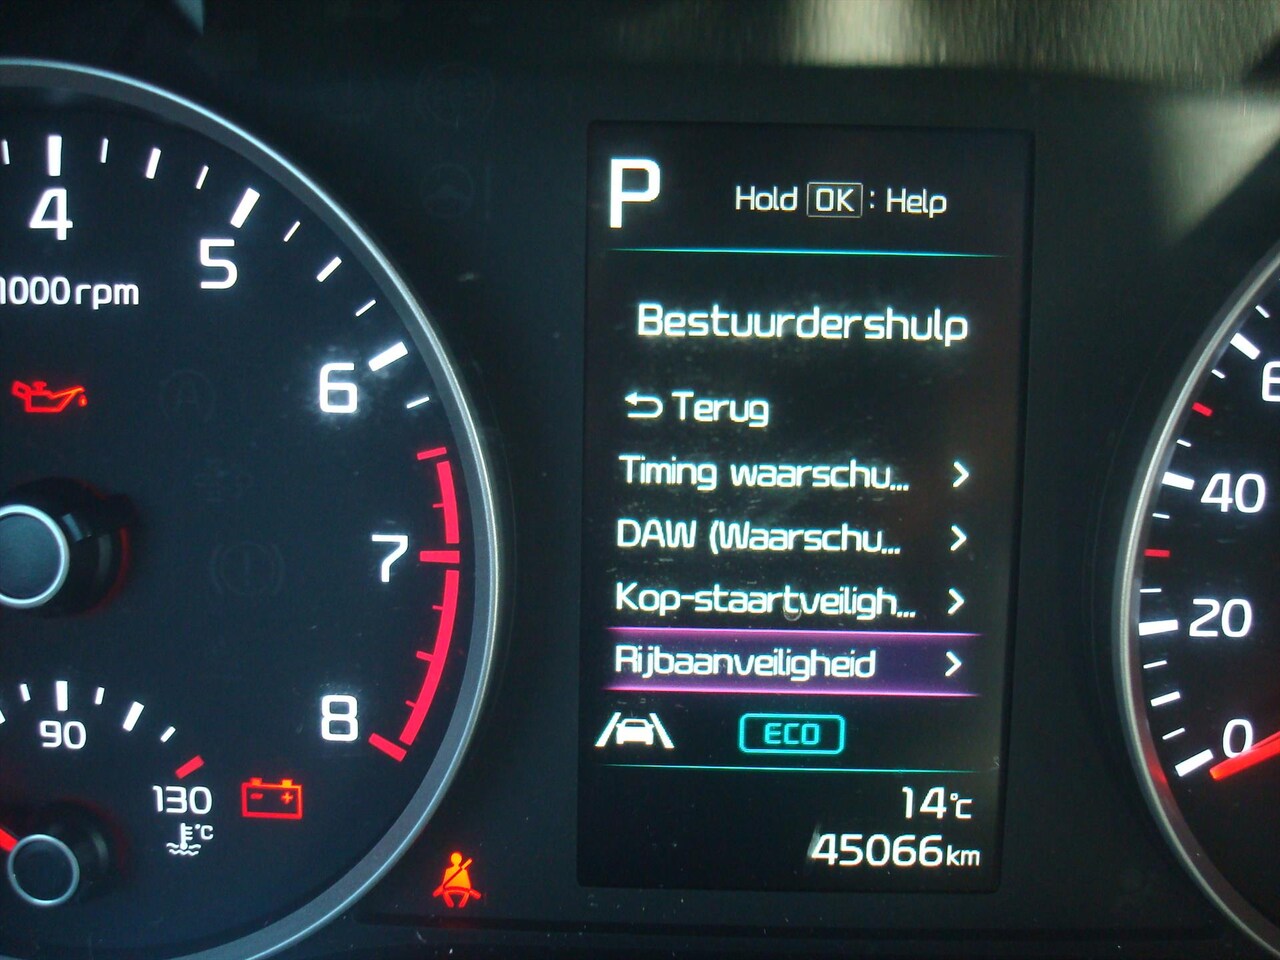 4
5
1000rpm
6
7
8
90
130
°C
P
Hold OK : Help
Bestuurdershulp
Terug
Timing waarschu...
DAW (Waarschu...
Kop-staartveiligh...
Rijbaanveiligheid
ECO
14°C
45066km
40
20
0